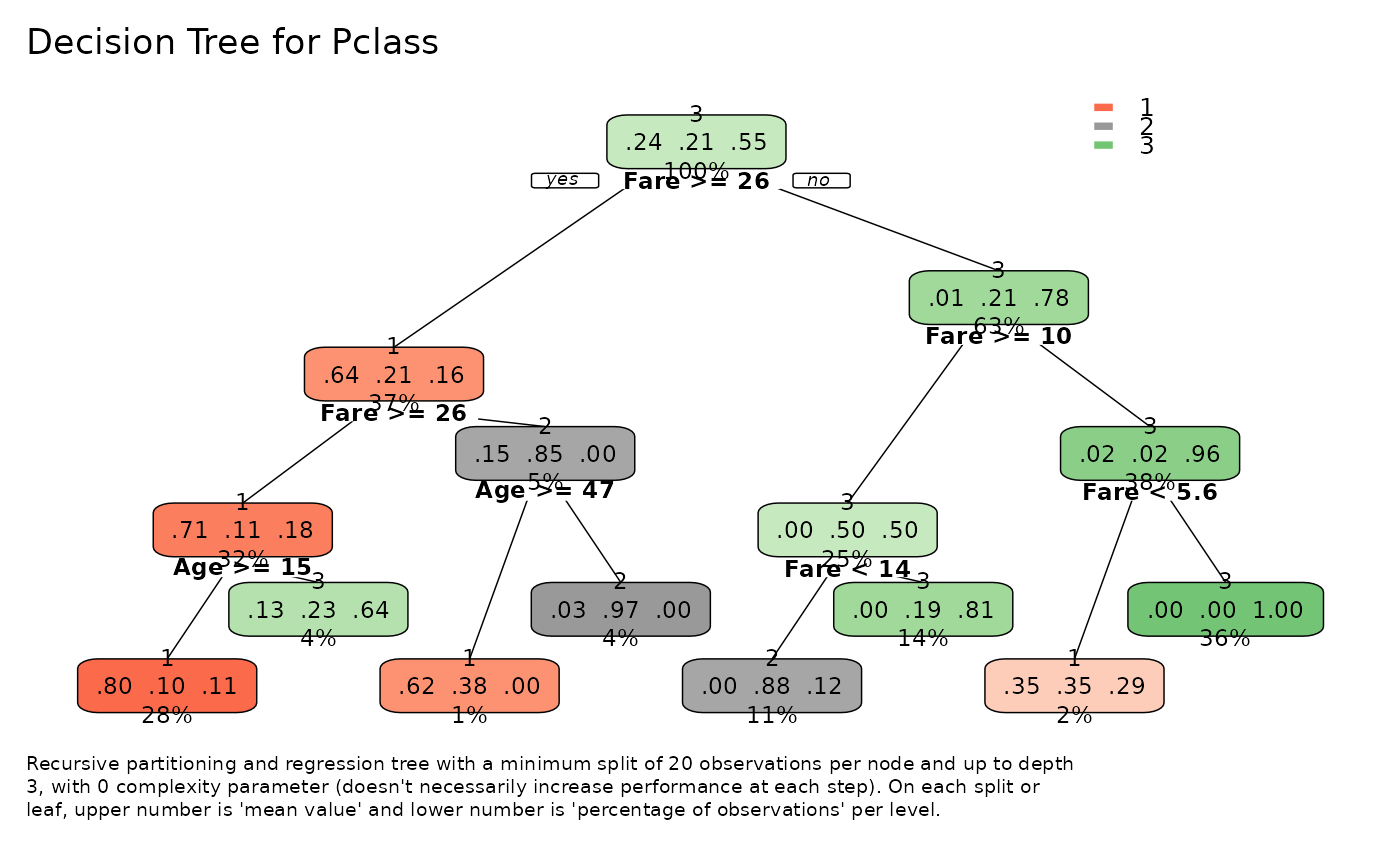 Decision Tree for Pclass
1
2
3
3
.24 .21 .55
100%
yes Fare >= 26 no
3
.01 .21 .78
63%
Fare >= 10
1
.64 .21 .16
37%
Fare >= 26
2
.15 .85 .00
5%
Age >= 47
3
.02 .02 .96
38%
Fare < 5.6
1
.71 .11 .18
32%
Age >= 15
3
.00 .50 .50
25%
Fare < 14
3
.13 .23 .64
4%
2
.03 .97 .00
4%
3
.00 .19 .81
14%
3
.00 .00 1.00
36%
1
.80 .10 .11
28%
1
.62 .38 .00
1%
2
.00 .88 .12
11%
1
.35 .35 .29
2%
Recursive partitioning and regression tree with a minimum split of 20 observations per node and up to depth
3, with 0 complexity parameter (doesn't necessarily increase performance at each step). On each split or
leaf, upper number is 'mean value' and lower number is 'percentage of observations' per level.